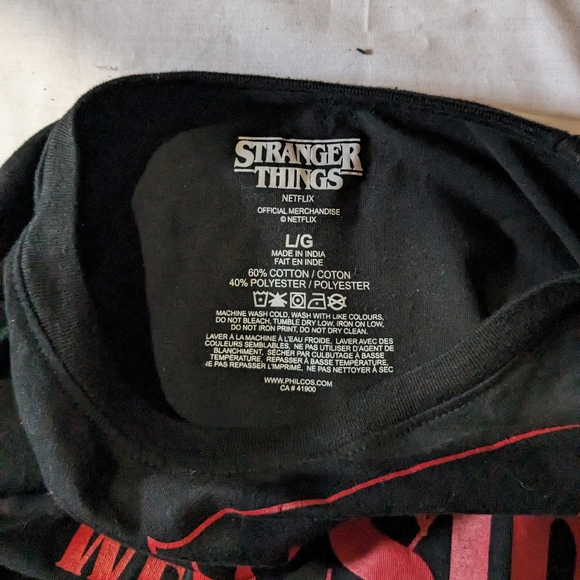 STRANGER
THINGS
NETFLIX
OFFICIAL MERCHANDISE
© NETFLIX
L/G
MADE IN INDIA
FAIT EN INDE
60% COTTON / COTON
40% POLYESTER / POLYESTER
MACHINE WASH COLD, WASH WITH LIKE COLOURS,
DO NOT BLEACH, TUMBLE DRY LOW, IRON ON LOW,
DO NOT IRON PRINT, DO NOT DRY CLEAN.
LAVER À LA MACHINE À L'EAU FROIDE, LAVER AVEC DES
COULEURS SEMBLABLES, NE PAS UTILISER D'AGENT DE
BLANCHIMENT, SÉCHER PAR CULBUTAGE À BASSE
TEMPÉRATURE, REPASSER À BASSE TEMPÉRATURE,
NE PAS REPASSER L'IMPRIMÉ, NE PAS NETTOYER À SEC
WWW.PHILCOS.COM
CA # 41900